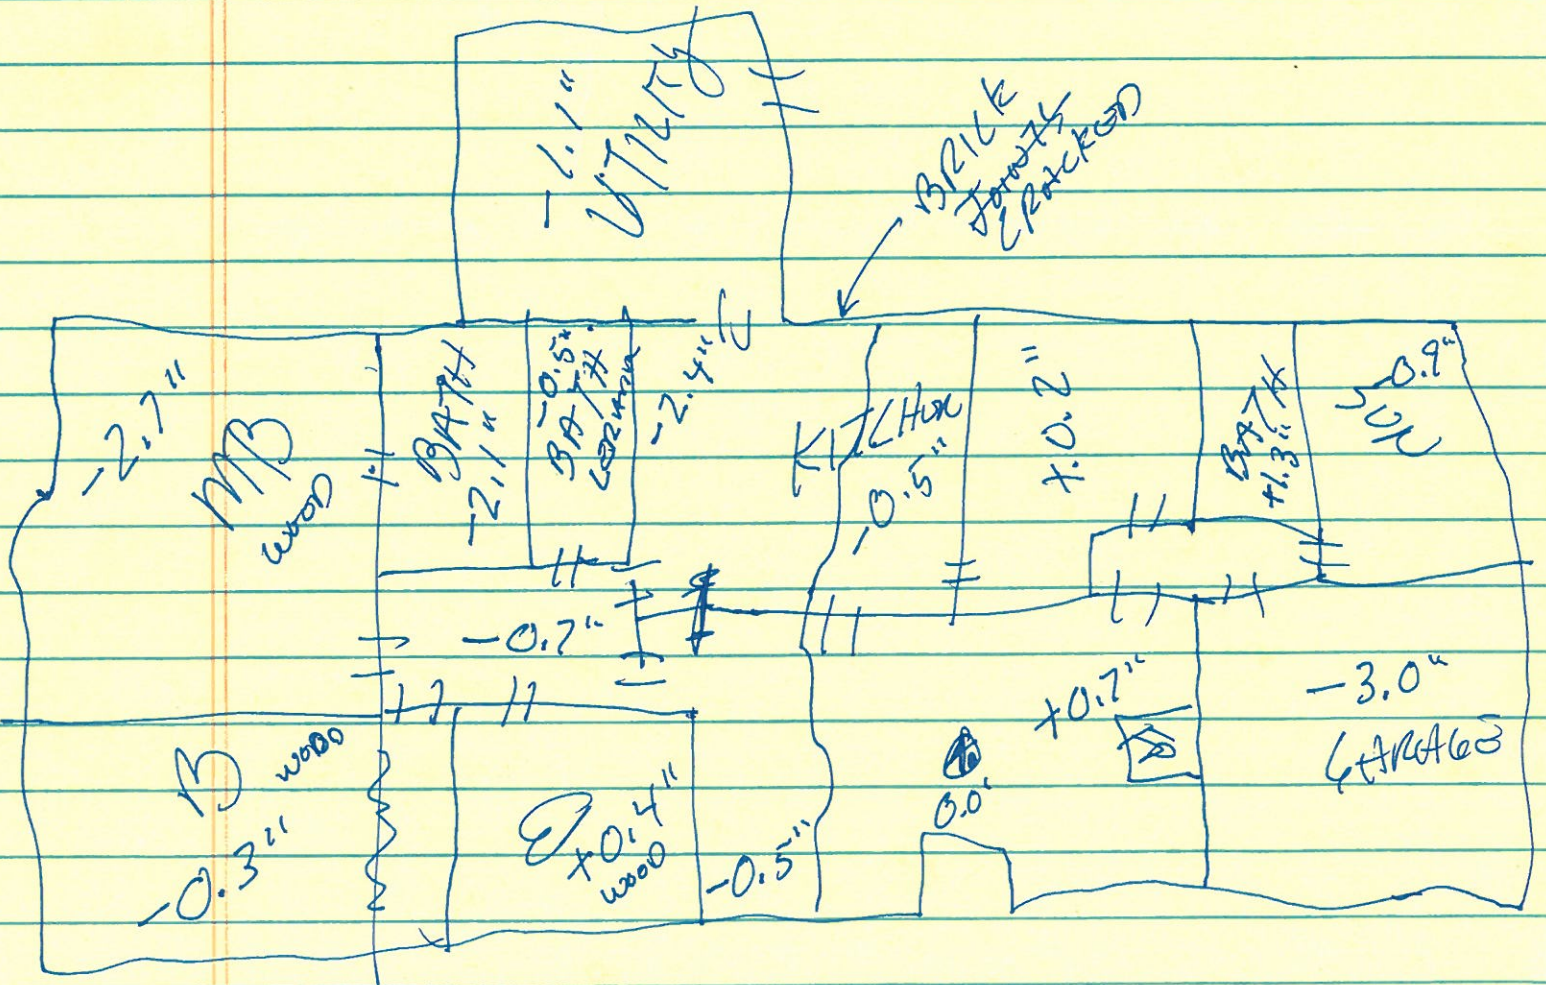 -1.1"
UTILITY
BRICK
JOINTS
CRACKED
-2.7"
MB
WOOD
BATH
-2.1"
-0.5"
BATH
CERAMIC
-2.4"
KITCHEN
-0.5"
+0.2"
BATH
+1.3"
-0.9"
-0.7"
+0.7"
-3.0"
GARAGE
B
WOOD
-0.3"
+0.4"
WOOD
-0.5"
0.0"